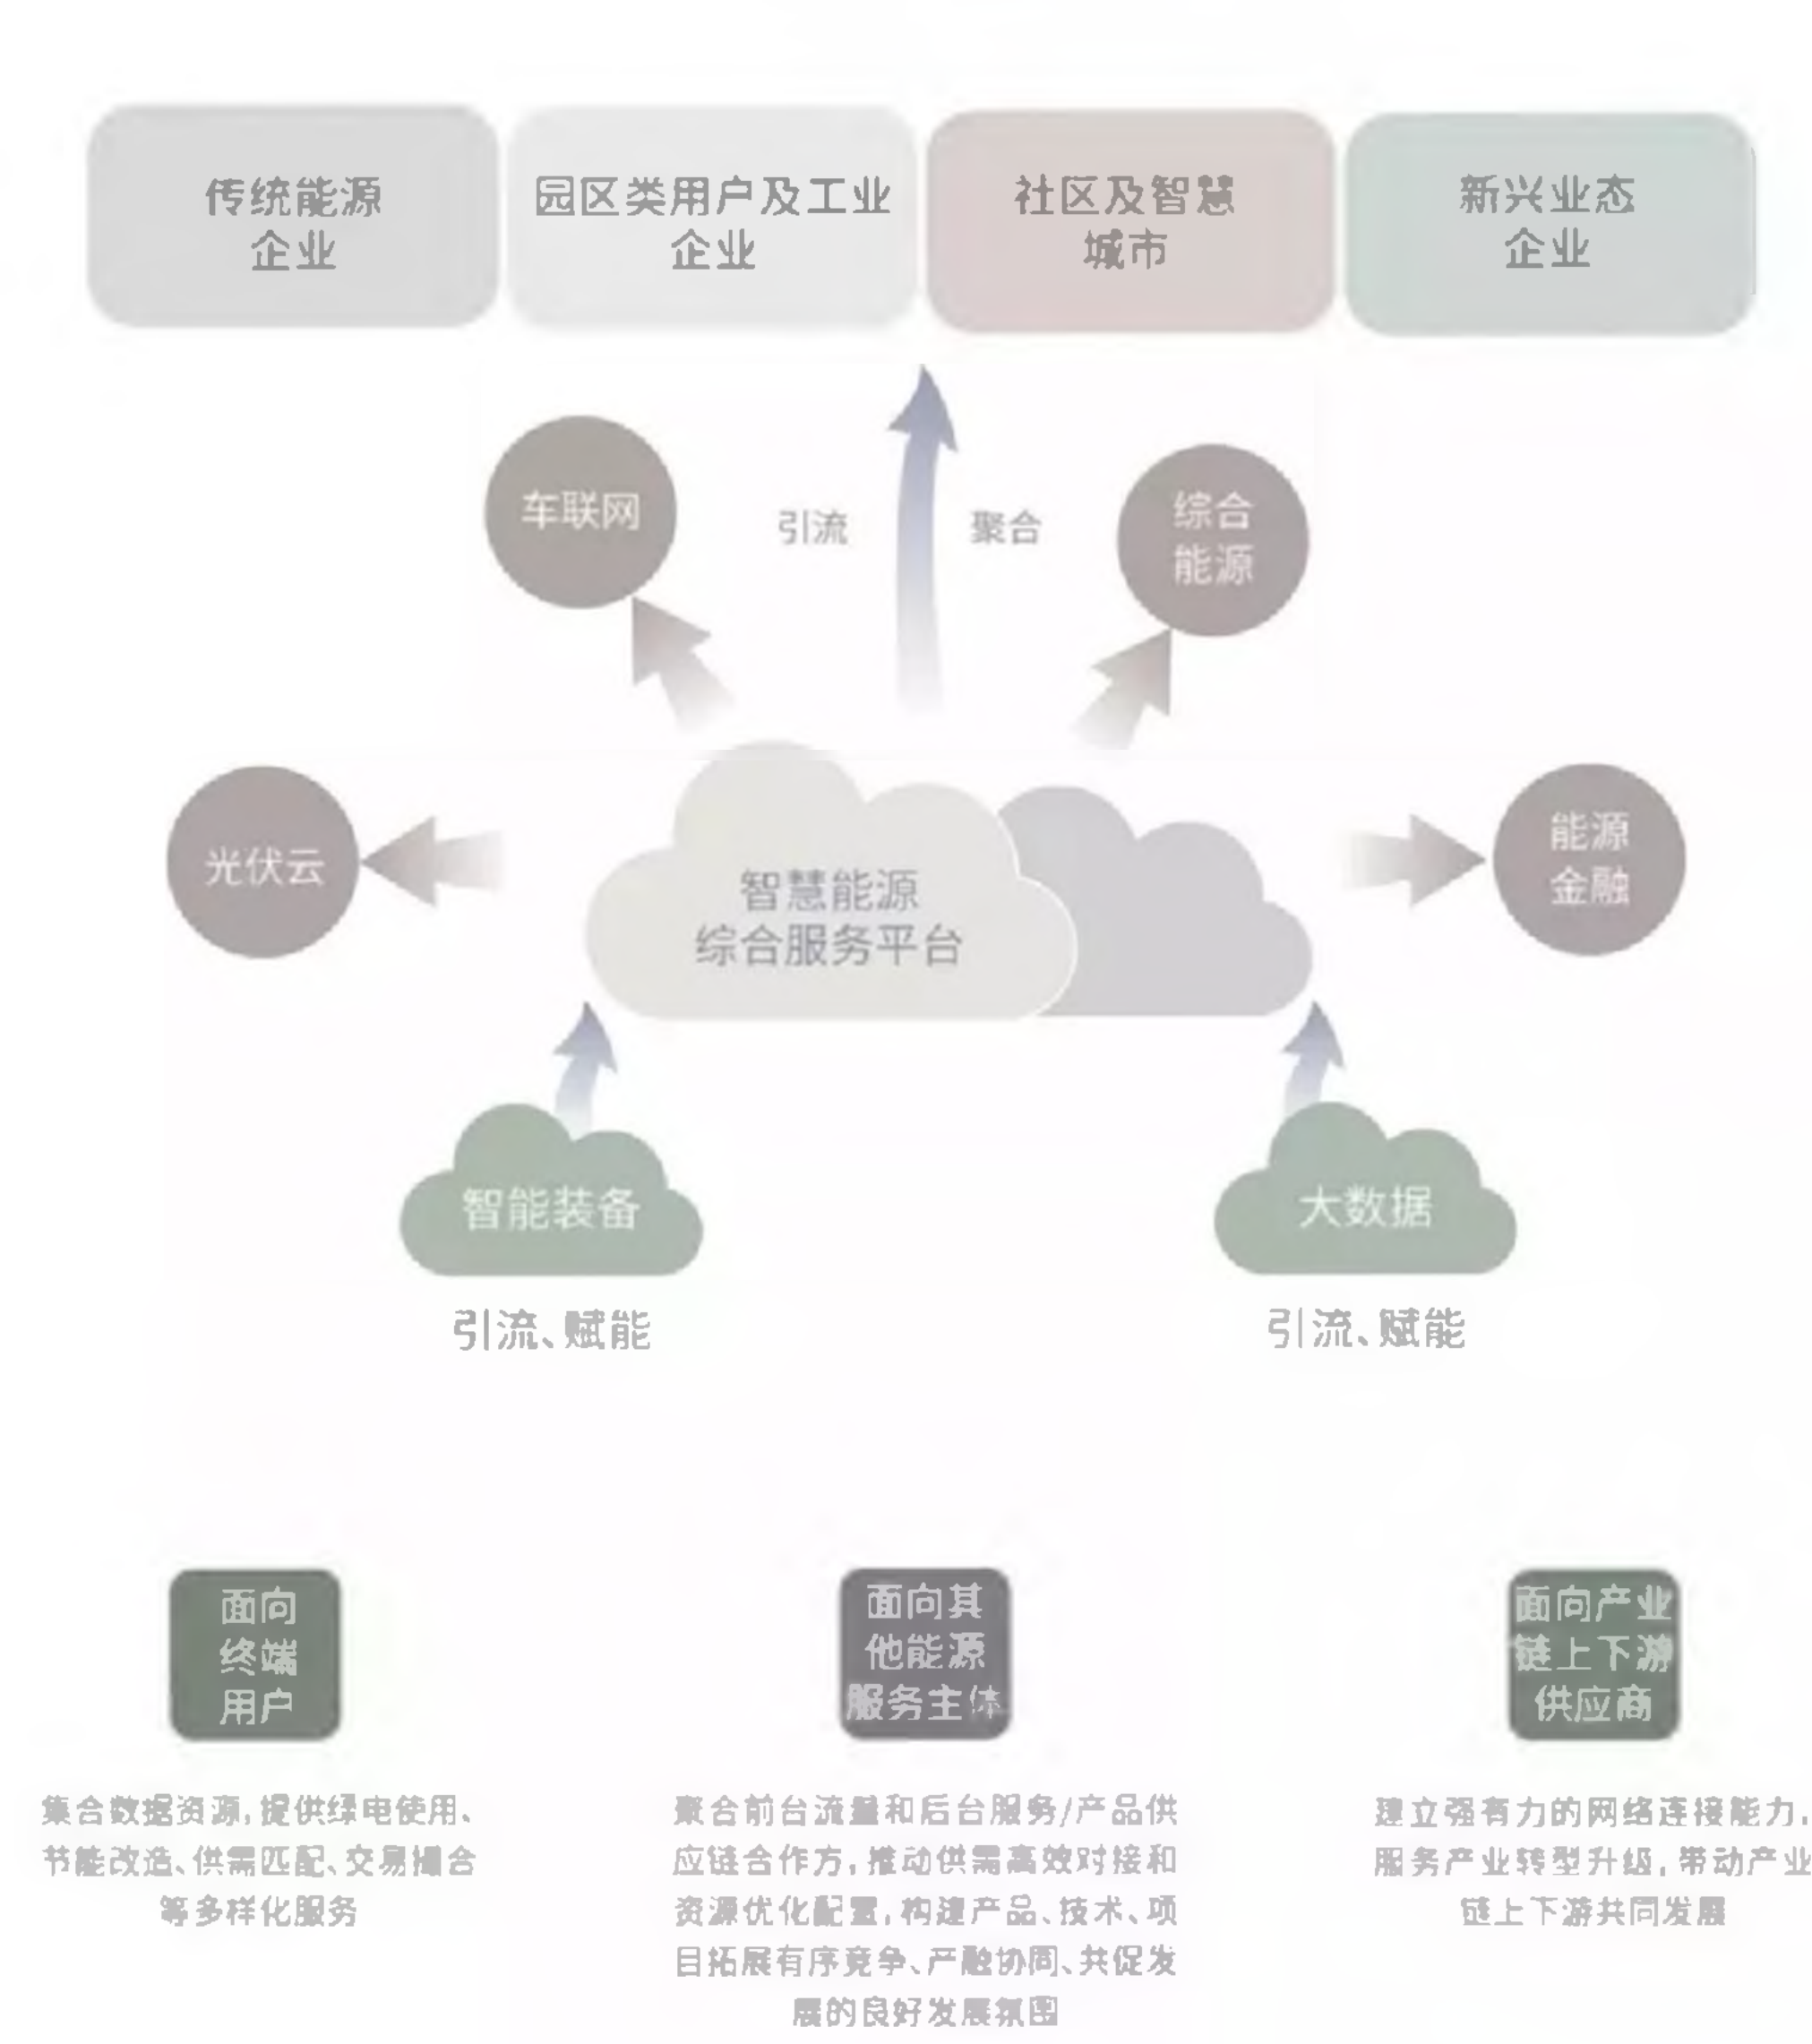 传统能源
企业
园区类用户及工业
企业
社区及智慧
城市
新兴业态
企业
车联网
引流
聚合
综合
能源
光伏云
智慧能源
综合服务平台
能源
金融
智能装备
大数据
引流、赋能
引流、赋能
面向
终端
用户
面向其
他能源
服务主体
面向产业
链上下游
供应商
集合数据资源,提供绿电使用、
节能改造、供需匹配、交易撮合
等多样化服务
聚合前台流量和后台服务/产品供
应链合作方,推动供需高效对接和
资源优化配置,构建产品、技术、项
目拓展有序竞争、产融协同、共促发
展的良好发展氛围
建立强有力的网络连接能力,
服务产业转型升级,带动产业
链上下游共同发展